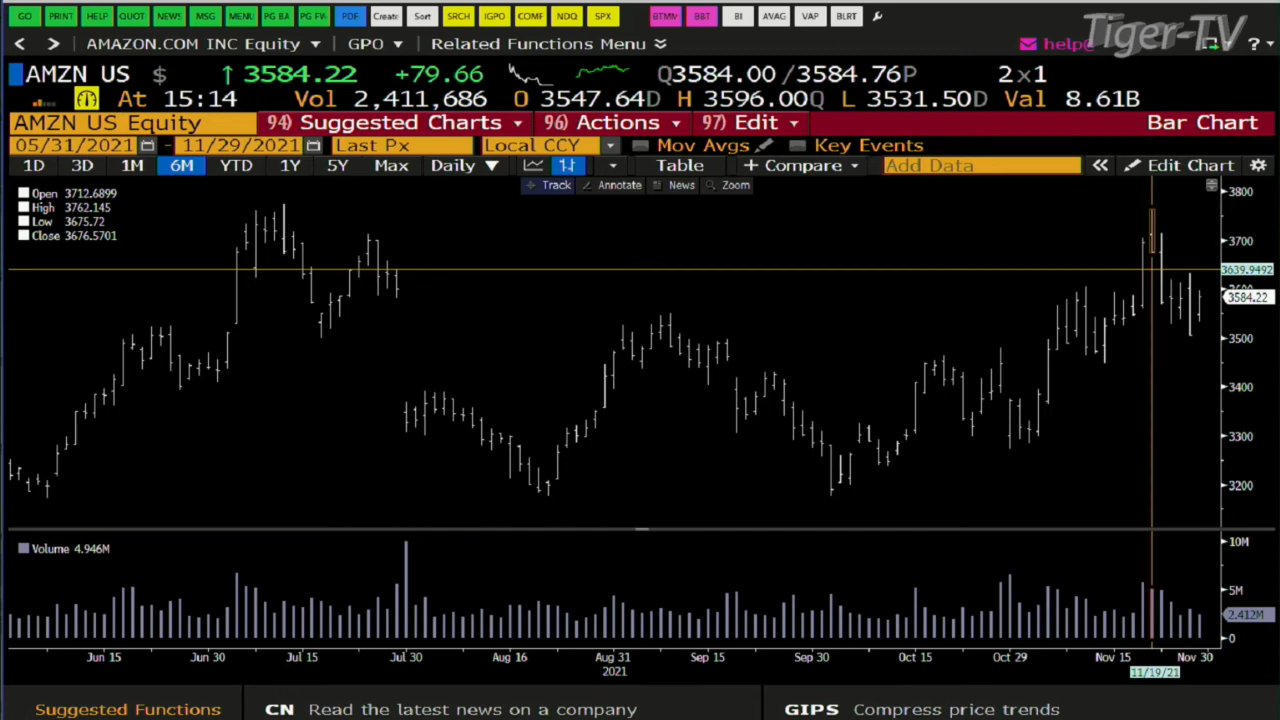 GO PRINT HELP QUOT NEWS MSG MENU PG BA PG FW PDF Create Sort SRCH IGPO COMF NDQ SPX BTMM BBT BI AVAG VAP BLRT
Tiger-TV
< > AMAZON.COM INC Equity GPO Related Functions Menu help ?
AMZN US $ ↑ 3584.22 +79.66 Q3584.00 /3584.76P 2x1
At 15:14 Vol 2,411,686 O 3547.64D H 3596.00Q L 3531.50D Val 8.61B
AMZN US Equity 94) Suggested Charts 96) Actions 97) Edit Bar Chart
05/31/2021 - 11/29/2021 Last Px Local CCY Mov Avgs Key Events
1D 3D 1M 6M YTD 1Y 5Y Max Daily ▼ Table + Compare Add Data « Edit Chart
Track Annotate News Zoom
Open 3712.6899
High 3762.145
Low 3675.72
Close 3676.5701
3800
3700
3639.9492
3584.22
3500
3400
3300
3200
Volume 4.946M
10M
5M
2.412M
0
Jun 15 Jun 30 Jul 15 Jul 30 Aug 16 Aug 31 Sep 15 Sep 30 Oct 15 Oct 29 Nov 15 Nov 30
2021 11/19/21
Suggested Functions CN Read the latest news on a company GIPS Compress price trends